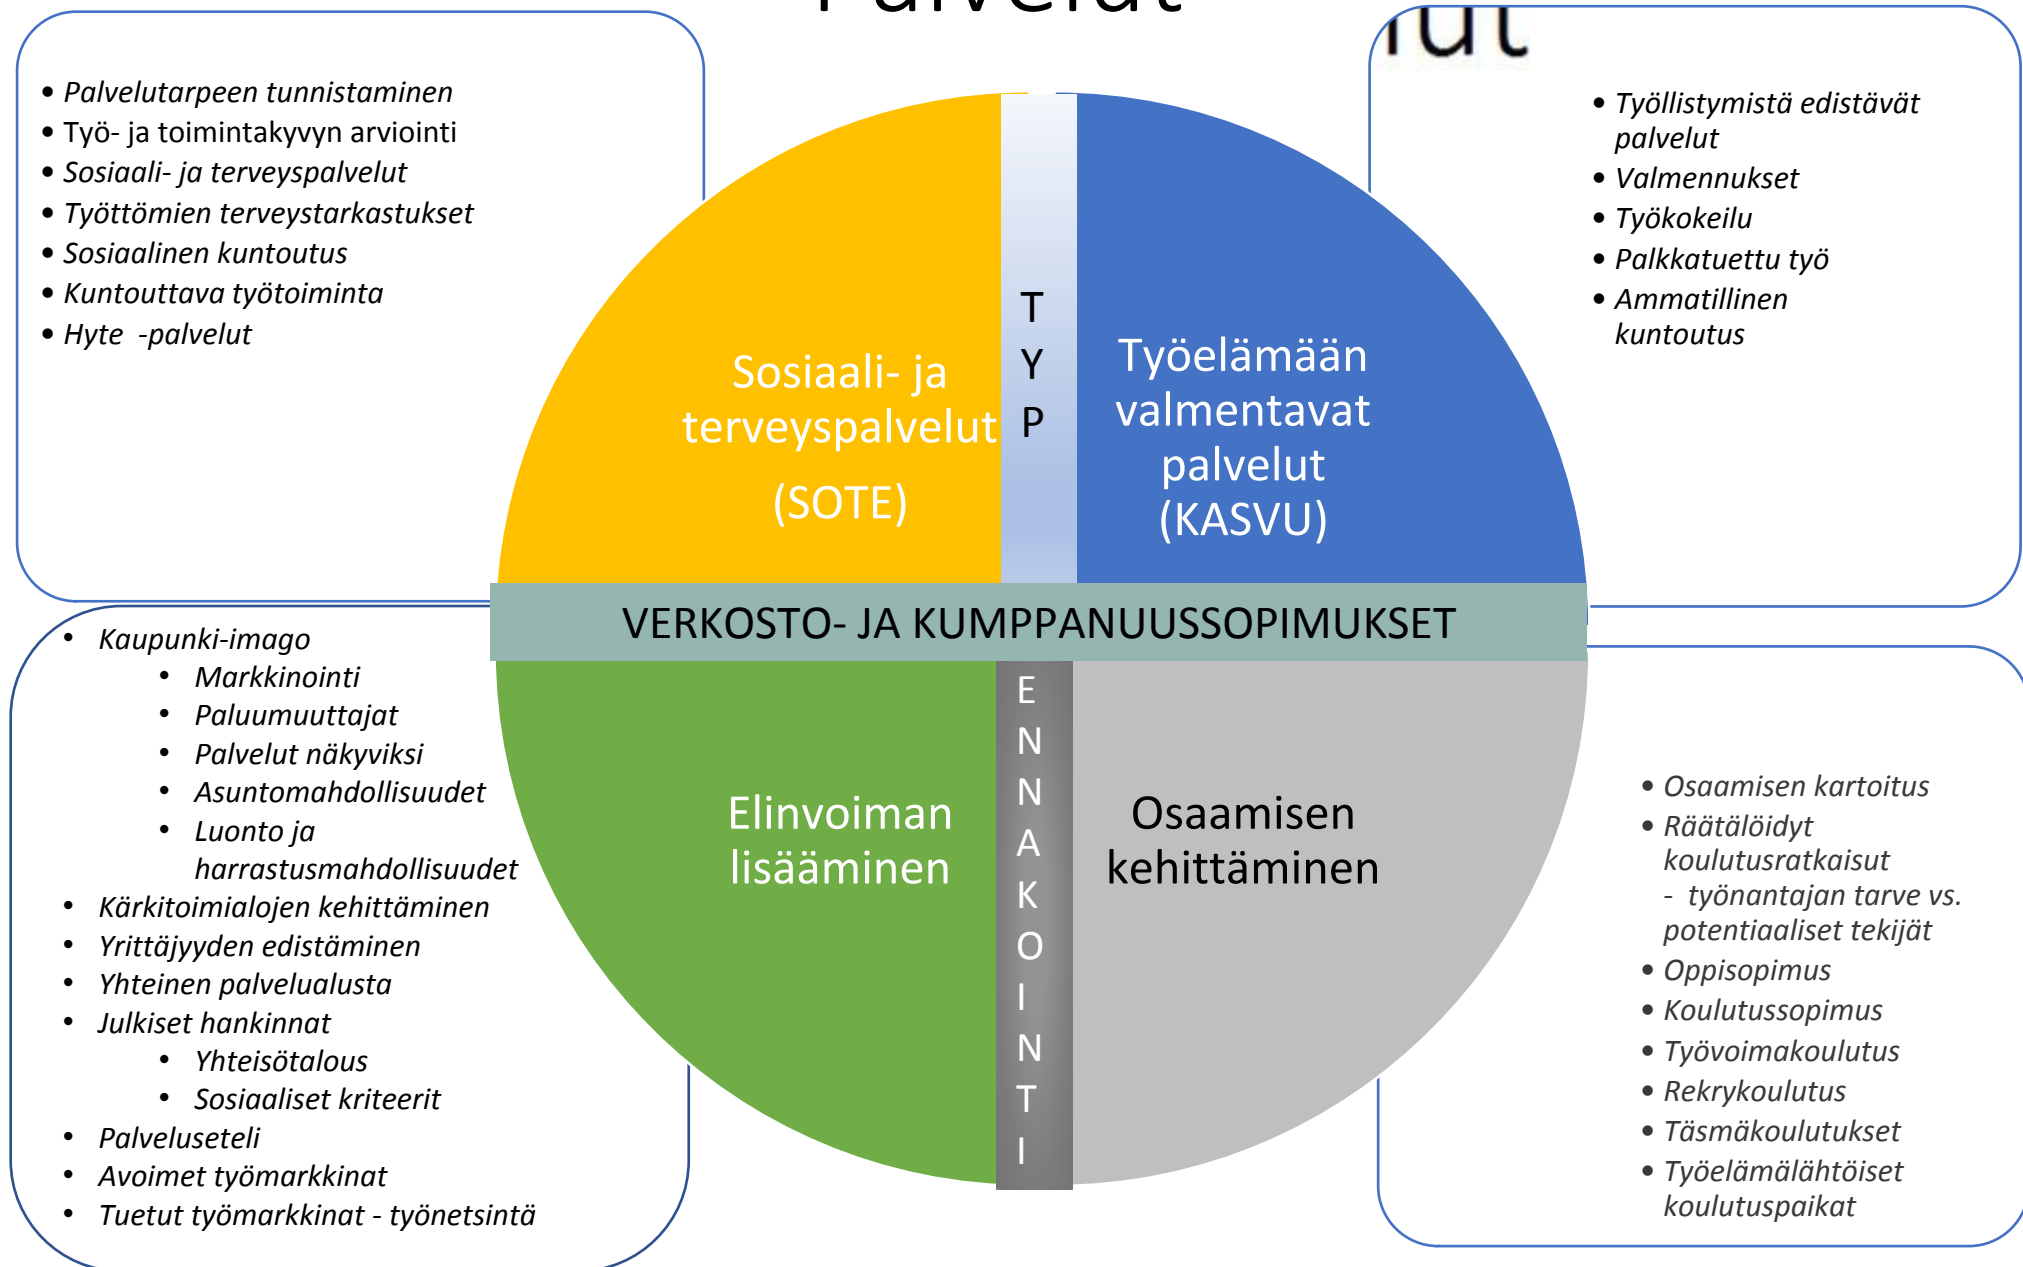 Palvelut
• Palvelutarpeen tunnistaminen
• Työ- ja toimintakyvyn arviointi
• Sosiaali- ja terveyspalvelut
• Työttömien terveystarkastukset
• Sosiaalinen kuntoutus
• Kuntouttava työtoiminta
• Hyte -palvelut
lut
• Työllistymistä edistävät
palvelut
• Valmennukset
• Työkokeilu
• Palkkatuettu työ
• Ammatillinen
kuntoutus
Sosiaali- ja
terveyspalvelut
(SOTE)
T
Y
P
Työelämään
valmentavat
palvelut
(KASVU)
VERKOSTO- JA KUMPPANUUSSOPIMUKSET
• Kaupunki-imago
• Markkinointi
• Paluumuuttajat
• Palvelut näkyviksi
• Asuntomahdollisuudet
• Luonto ja
harrastusmahdollisuudet
• Kärkitoimialojen kehittäminen
• Yrittäjyyden edistäminen
• Yhteinen palvelualusta
• Julkiset hankinnat
• Yhteisötalous
• Sosiaaliset kriteerit
• Palveluseteli
• Avoimet työmarkkinat
• Tuetut työmarkkinat - työnetsintä
Elinvoiman
lisääminen
E
N
N
A
K
O
I
N
T
I
Osaamisen
kehittäminen
• Osaamisen kartoitus
• Räätälöidyt
koulutusratkaisut
- työnantajan tarve vs.
potentiaaliset tekijät
• Oppisopimus
• Koulutussopimus
• Työvoimakoulutus
• Rekrykoulutus
• Täsmäkoulutukset
• Työelämälähtöiset
koulutuspaikat